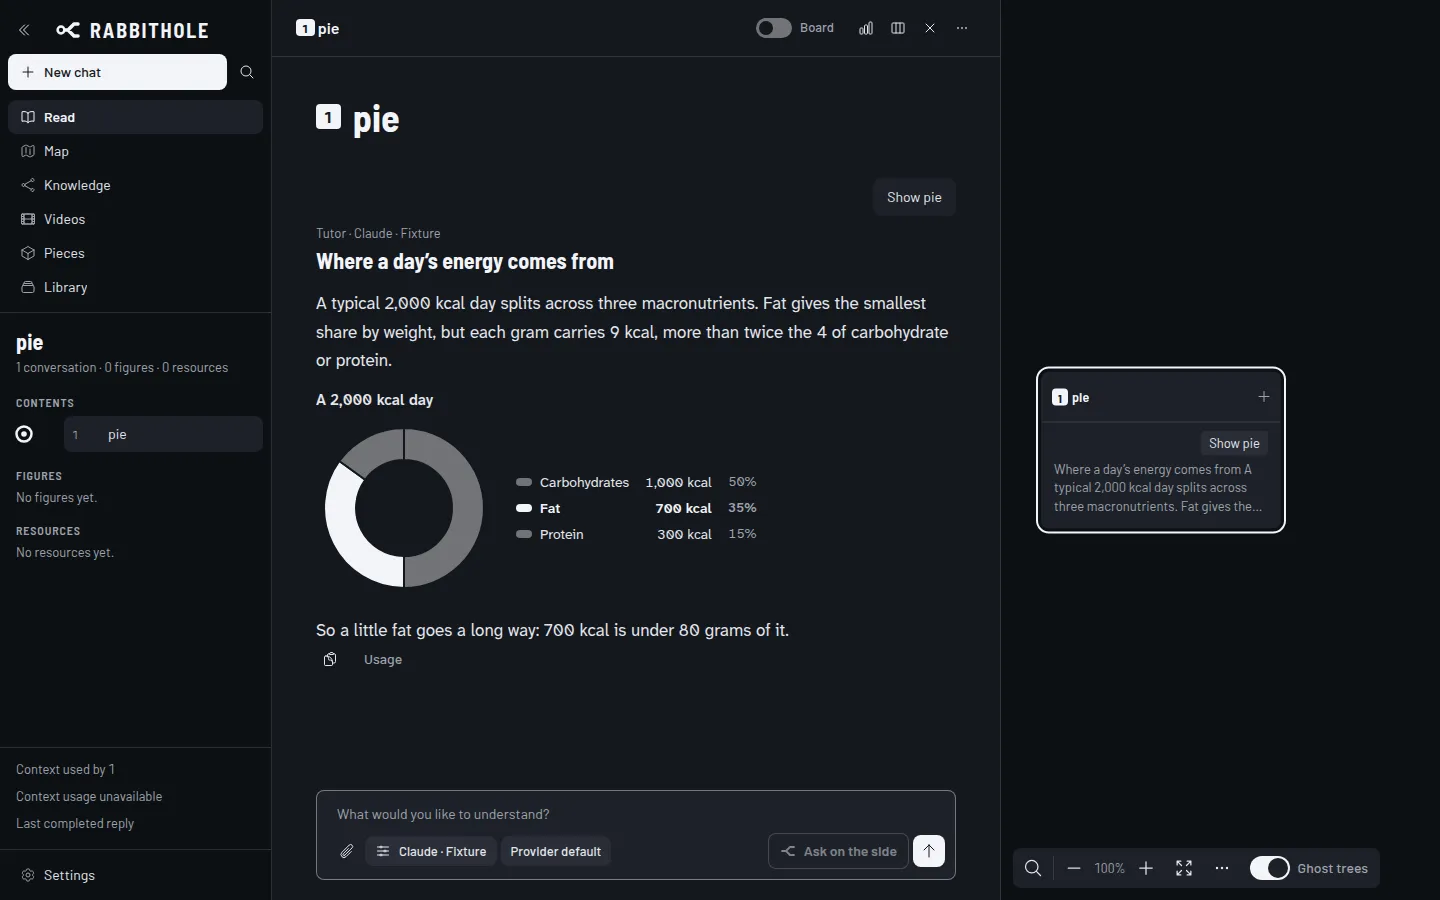 RABBITHOLE
New chat
Read
Map
Knowledge
Videos
Pieces
Library
pie
1 conversation · 0 figures · 0 resources
CONTENTS
1 pie
FIGURES
No figures yet.
RESOURCES
No resources yet.
Context used by 1
Context usage unavailable
Last completed reply
Settings
1 pie
Board
1 pie
Show pie
Tutor · Claude · Fixture
Where a day’s energy comes from
A typical 2,000 kcal day splits across three macronutrients. Fat gives the smallest
share by weight, but each gram carries 9 kcal, more than twice the 4 of carbohydrate
or protein.
A 2,000 kcal day
Carbohydrates 1,000 kcal 50%
Fat 700 kcal 35%
Protein 300 kcal 15%
So a little fat goes a long way: 700 kcal is under 80 grams of it.
Usage
What would you like to understand?
Claude · Fixture
Provider default
Ask on the side
1 pie
Show pie
Where a day’s energy comes from A
typical 2,000 kcal day splits across
three macronutrients. Fat gives the...
100%
Ghost trees